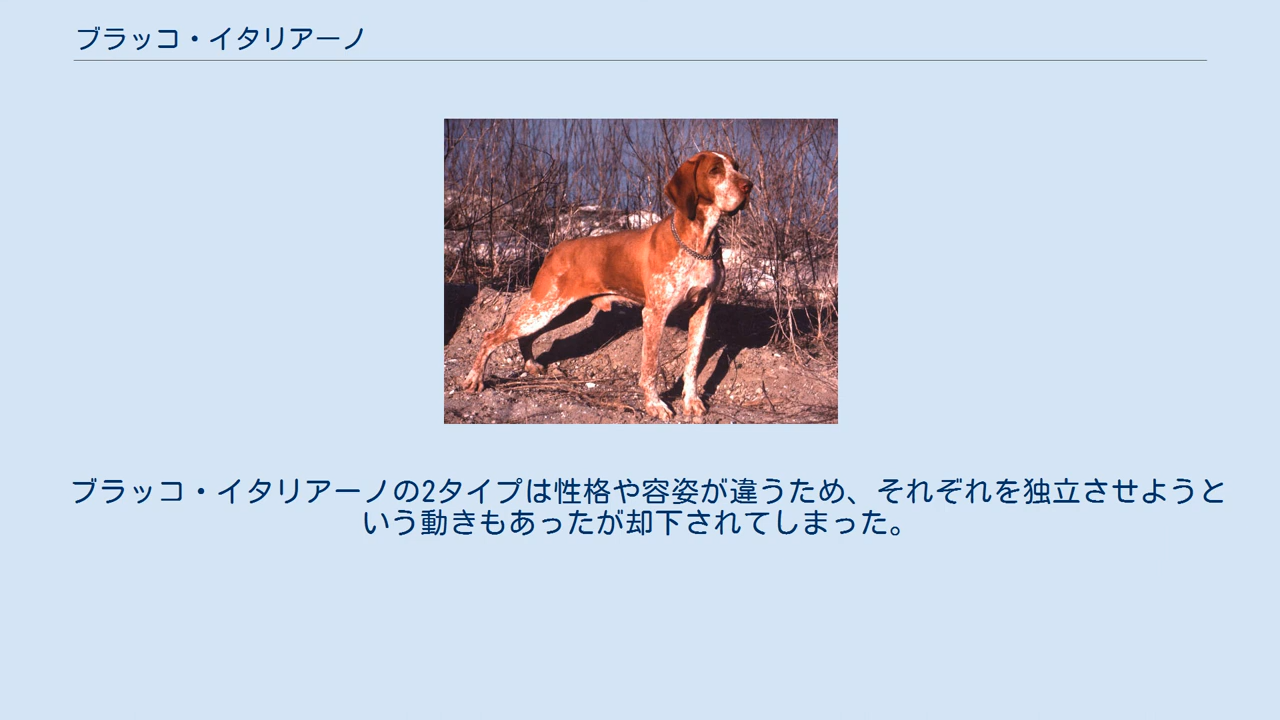 ブラッコ・イタリアーノ
ブラッコ・イタリアーノの2タイプは性格や容姿が違うため、それぞれを独立させようと
いう動きもあったが却下されてしまった。